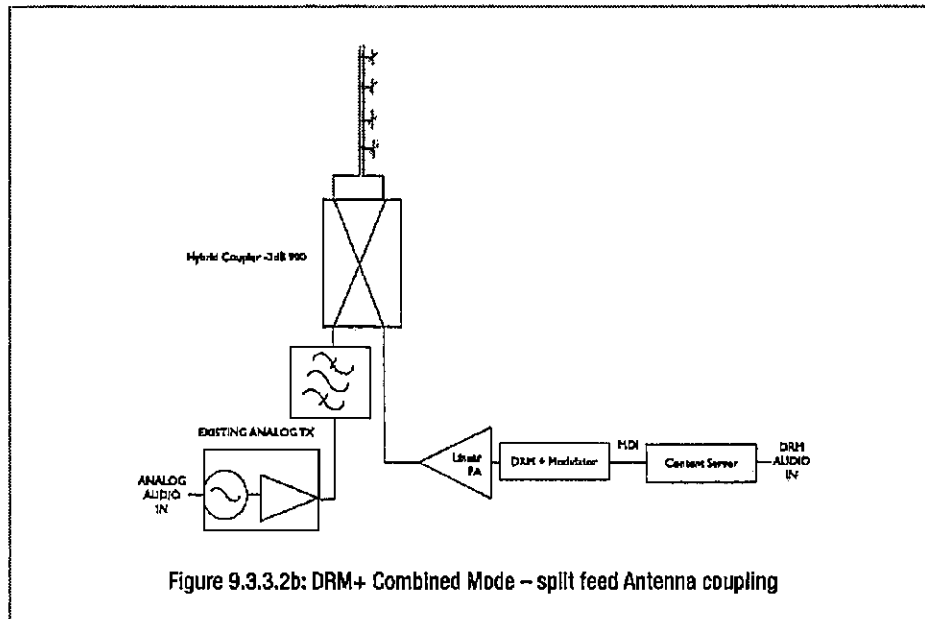 Hybrid Coupler -3dB 90O
EXISTING ANALOG TX
ANALOG
AUDIO
IN
Linear
PA
DRM + Modulator
MDI
Content Server
DRM
AUDIO
IN
Figure 9.3.3.2b: DRM+ Combined Mode – split feed Antenna coupling